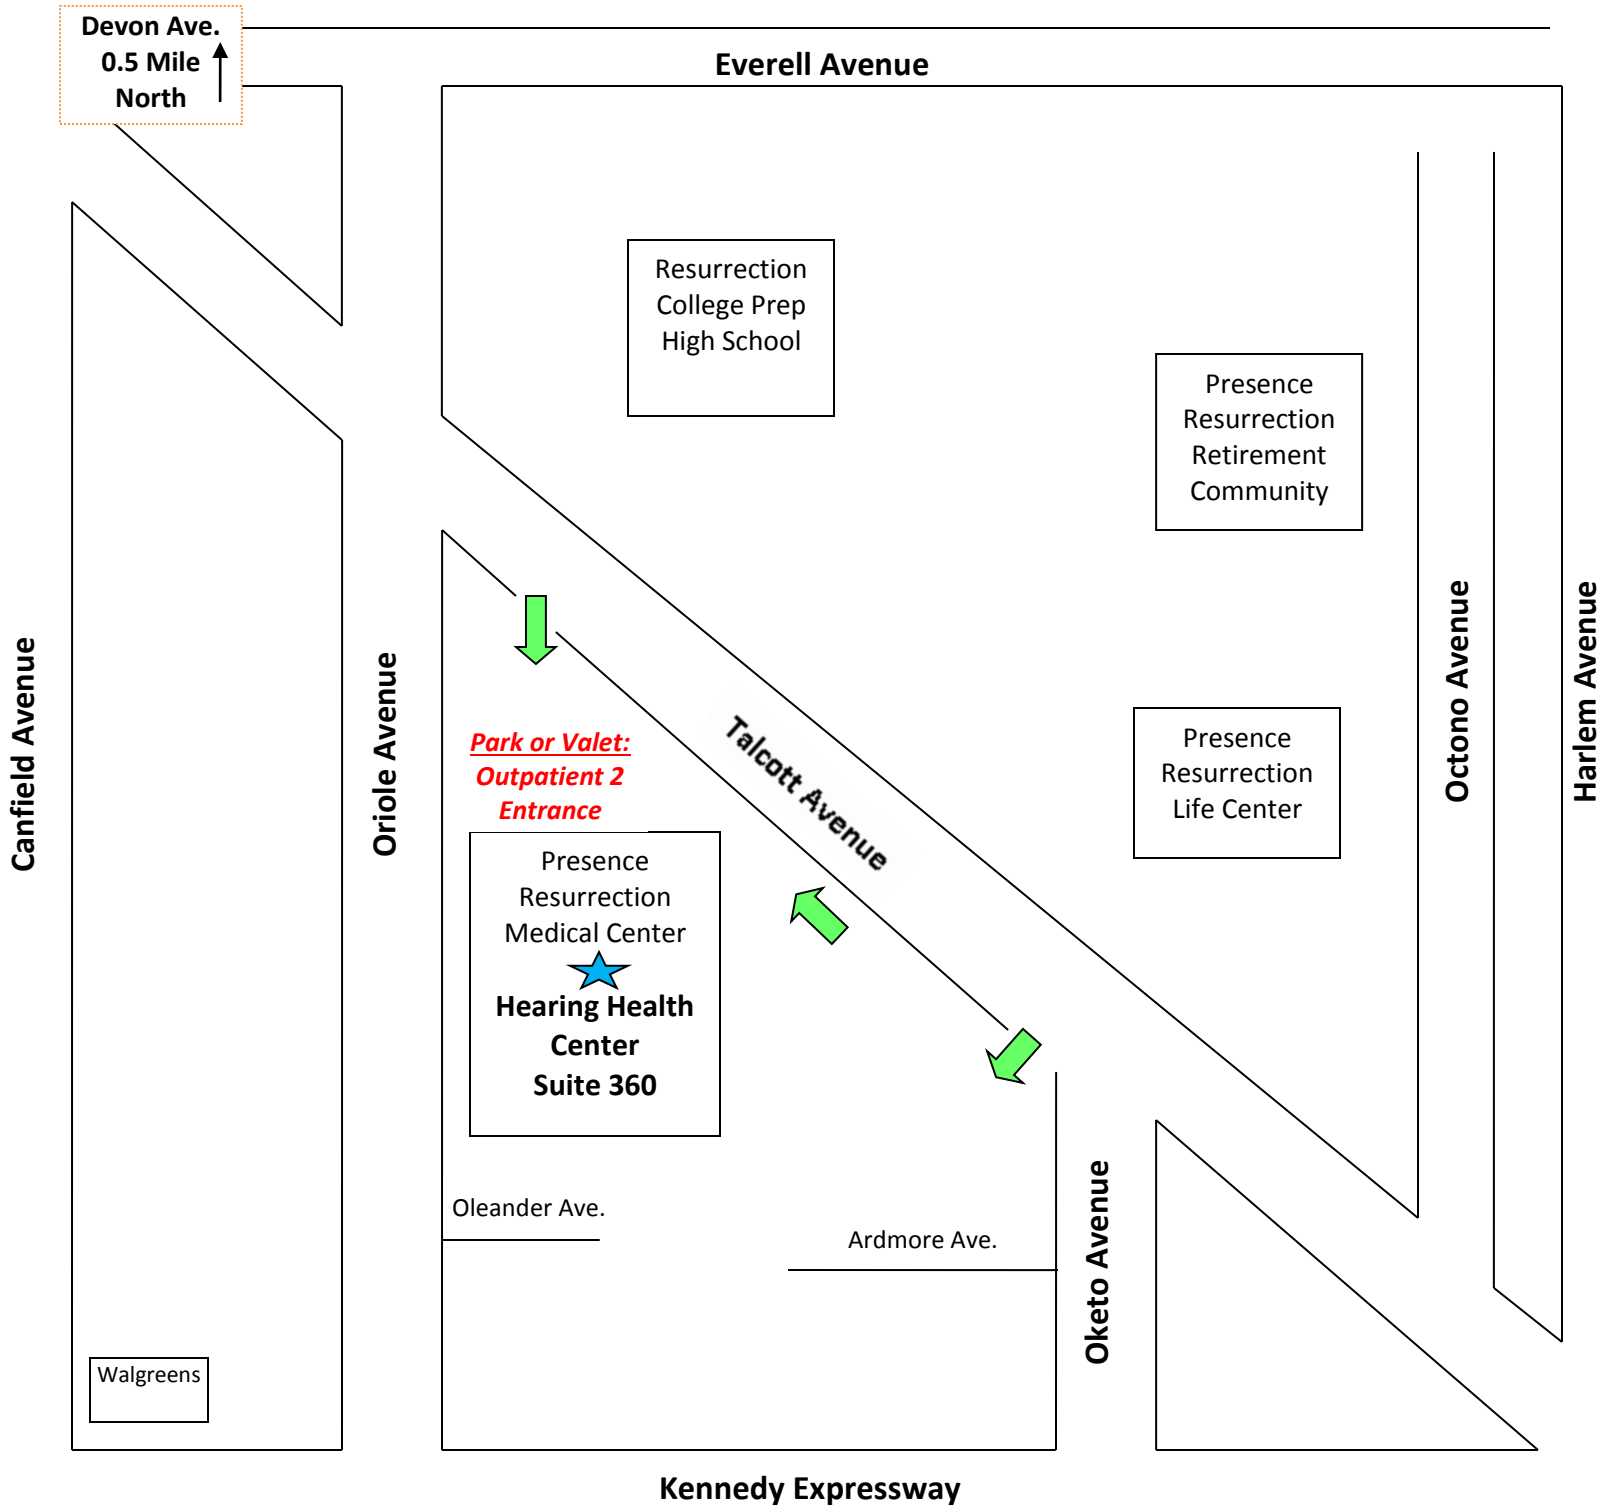 Devon Ave.
0.5 Mile
North
Everell Avenue
Resurrection
College Prep
High School
Presence
Resurrection
Retirement
Community
Canfield Avenue
Oriole Avenue
Park or Valet:
Outpatient 2
Entrance
Talcott Avenue
Presence
Resurrection
Life Center
Octono Avenue
Harlem Avenue
Presence
Resurrection
Medical Center
Hearing Health
Center
Suite 360
Oleander Ave.
Ardmore Ave.
Oketo Avenue
Walgreens
Kennedy Expressway